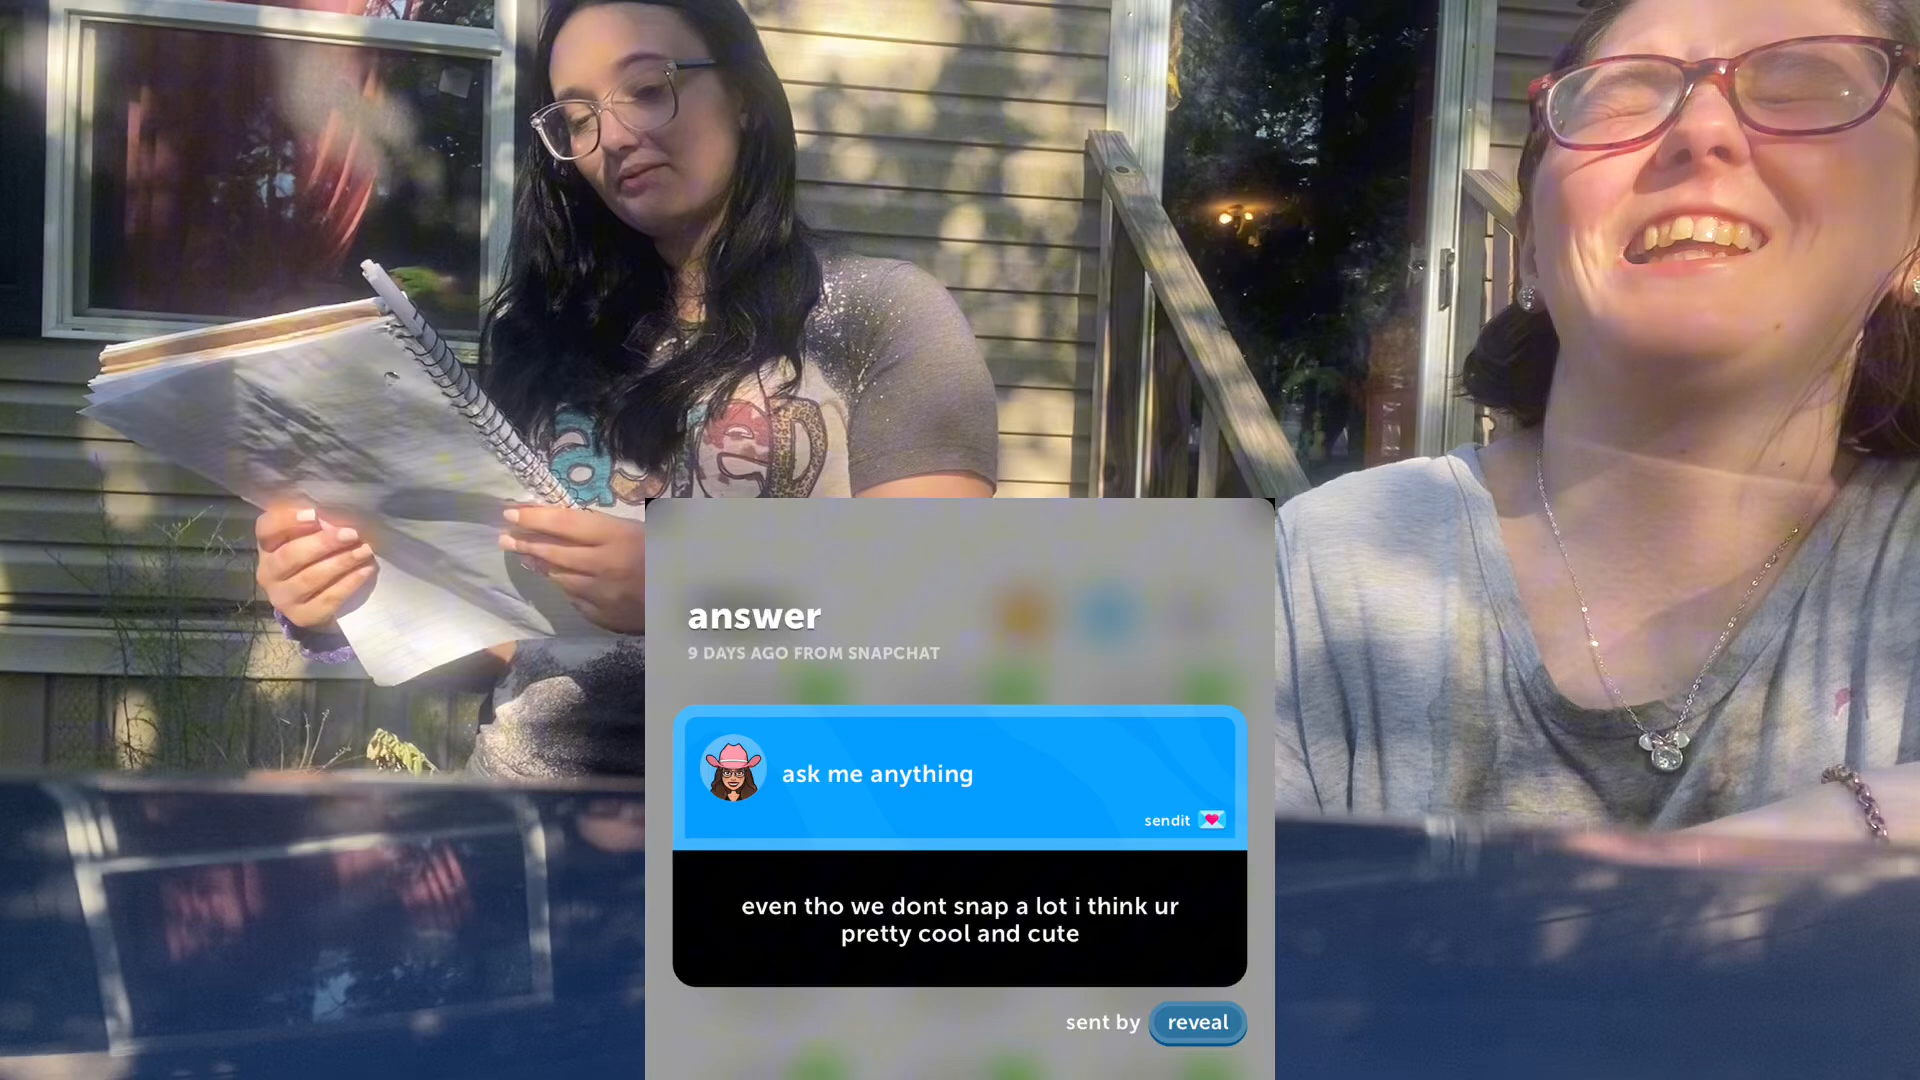 answer
9 DAYS AGO FROM SNAPCHAT
ask me anything
sendit
even tho we dont snap a lot i think ur
pretty cool and cute
sent by reveal